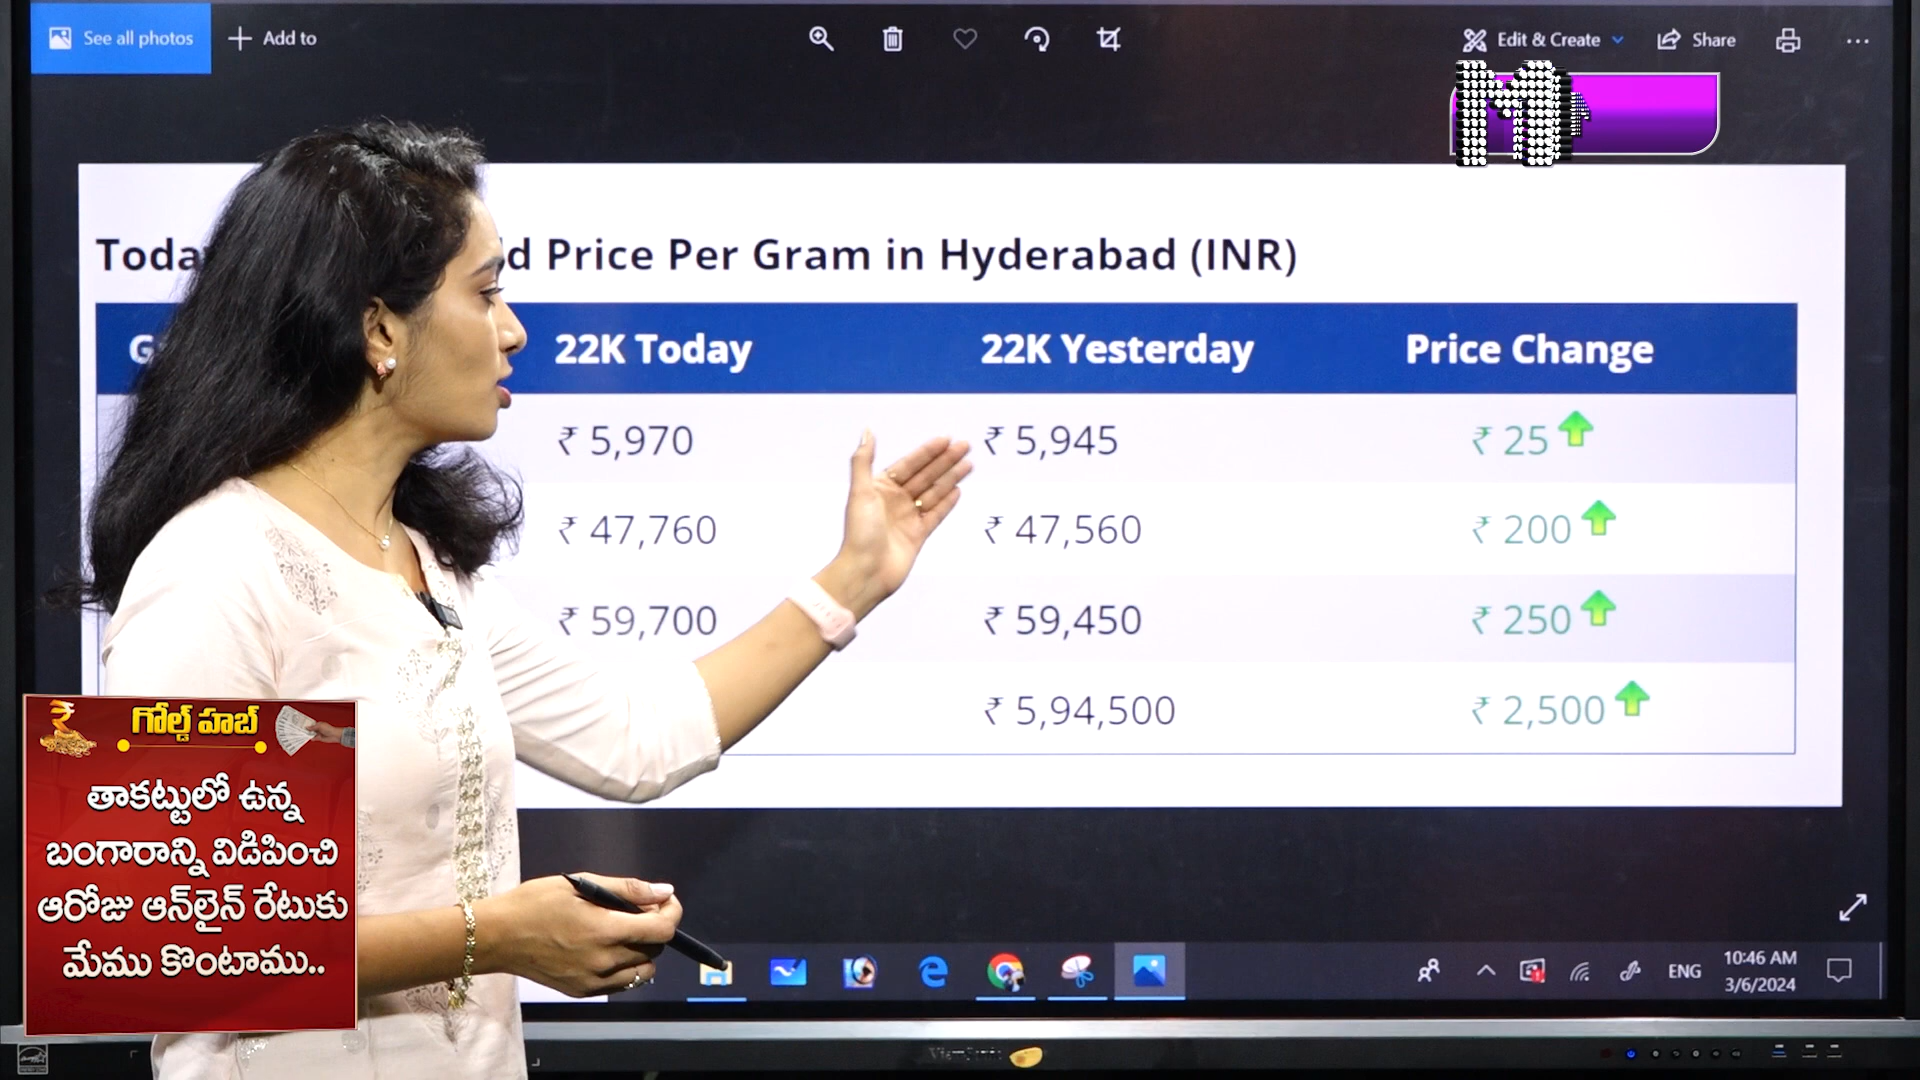 See all photos
Add to
Edit & Create
Share
Price Per Gram in Hyderabad (INR)
22K Today
22K Yesterday
Price Change
₹ 5,970
₹ 5,945
₹ 25
₹ 47,760
₹ 47,560
₹ 200
₹ 59,700
₹ 59,450
₹ 250
₹ 5,94,500
₹ 2,500
గోల్డ్ హబ్
తాకట్టులో ఉన్న
బంగారాన్ని విడిపించి
ఆరోజు ఆన్‌లైన్ రేటుకు
మేము కొంటాము..
ENG
10:46 AM
3/6/2024